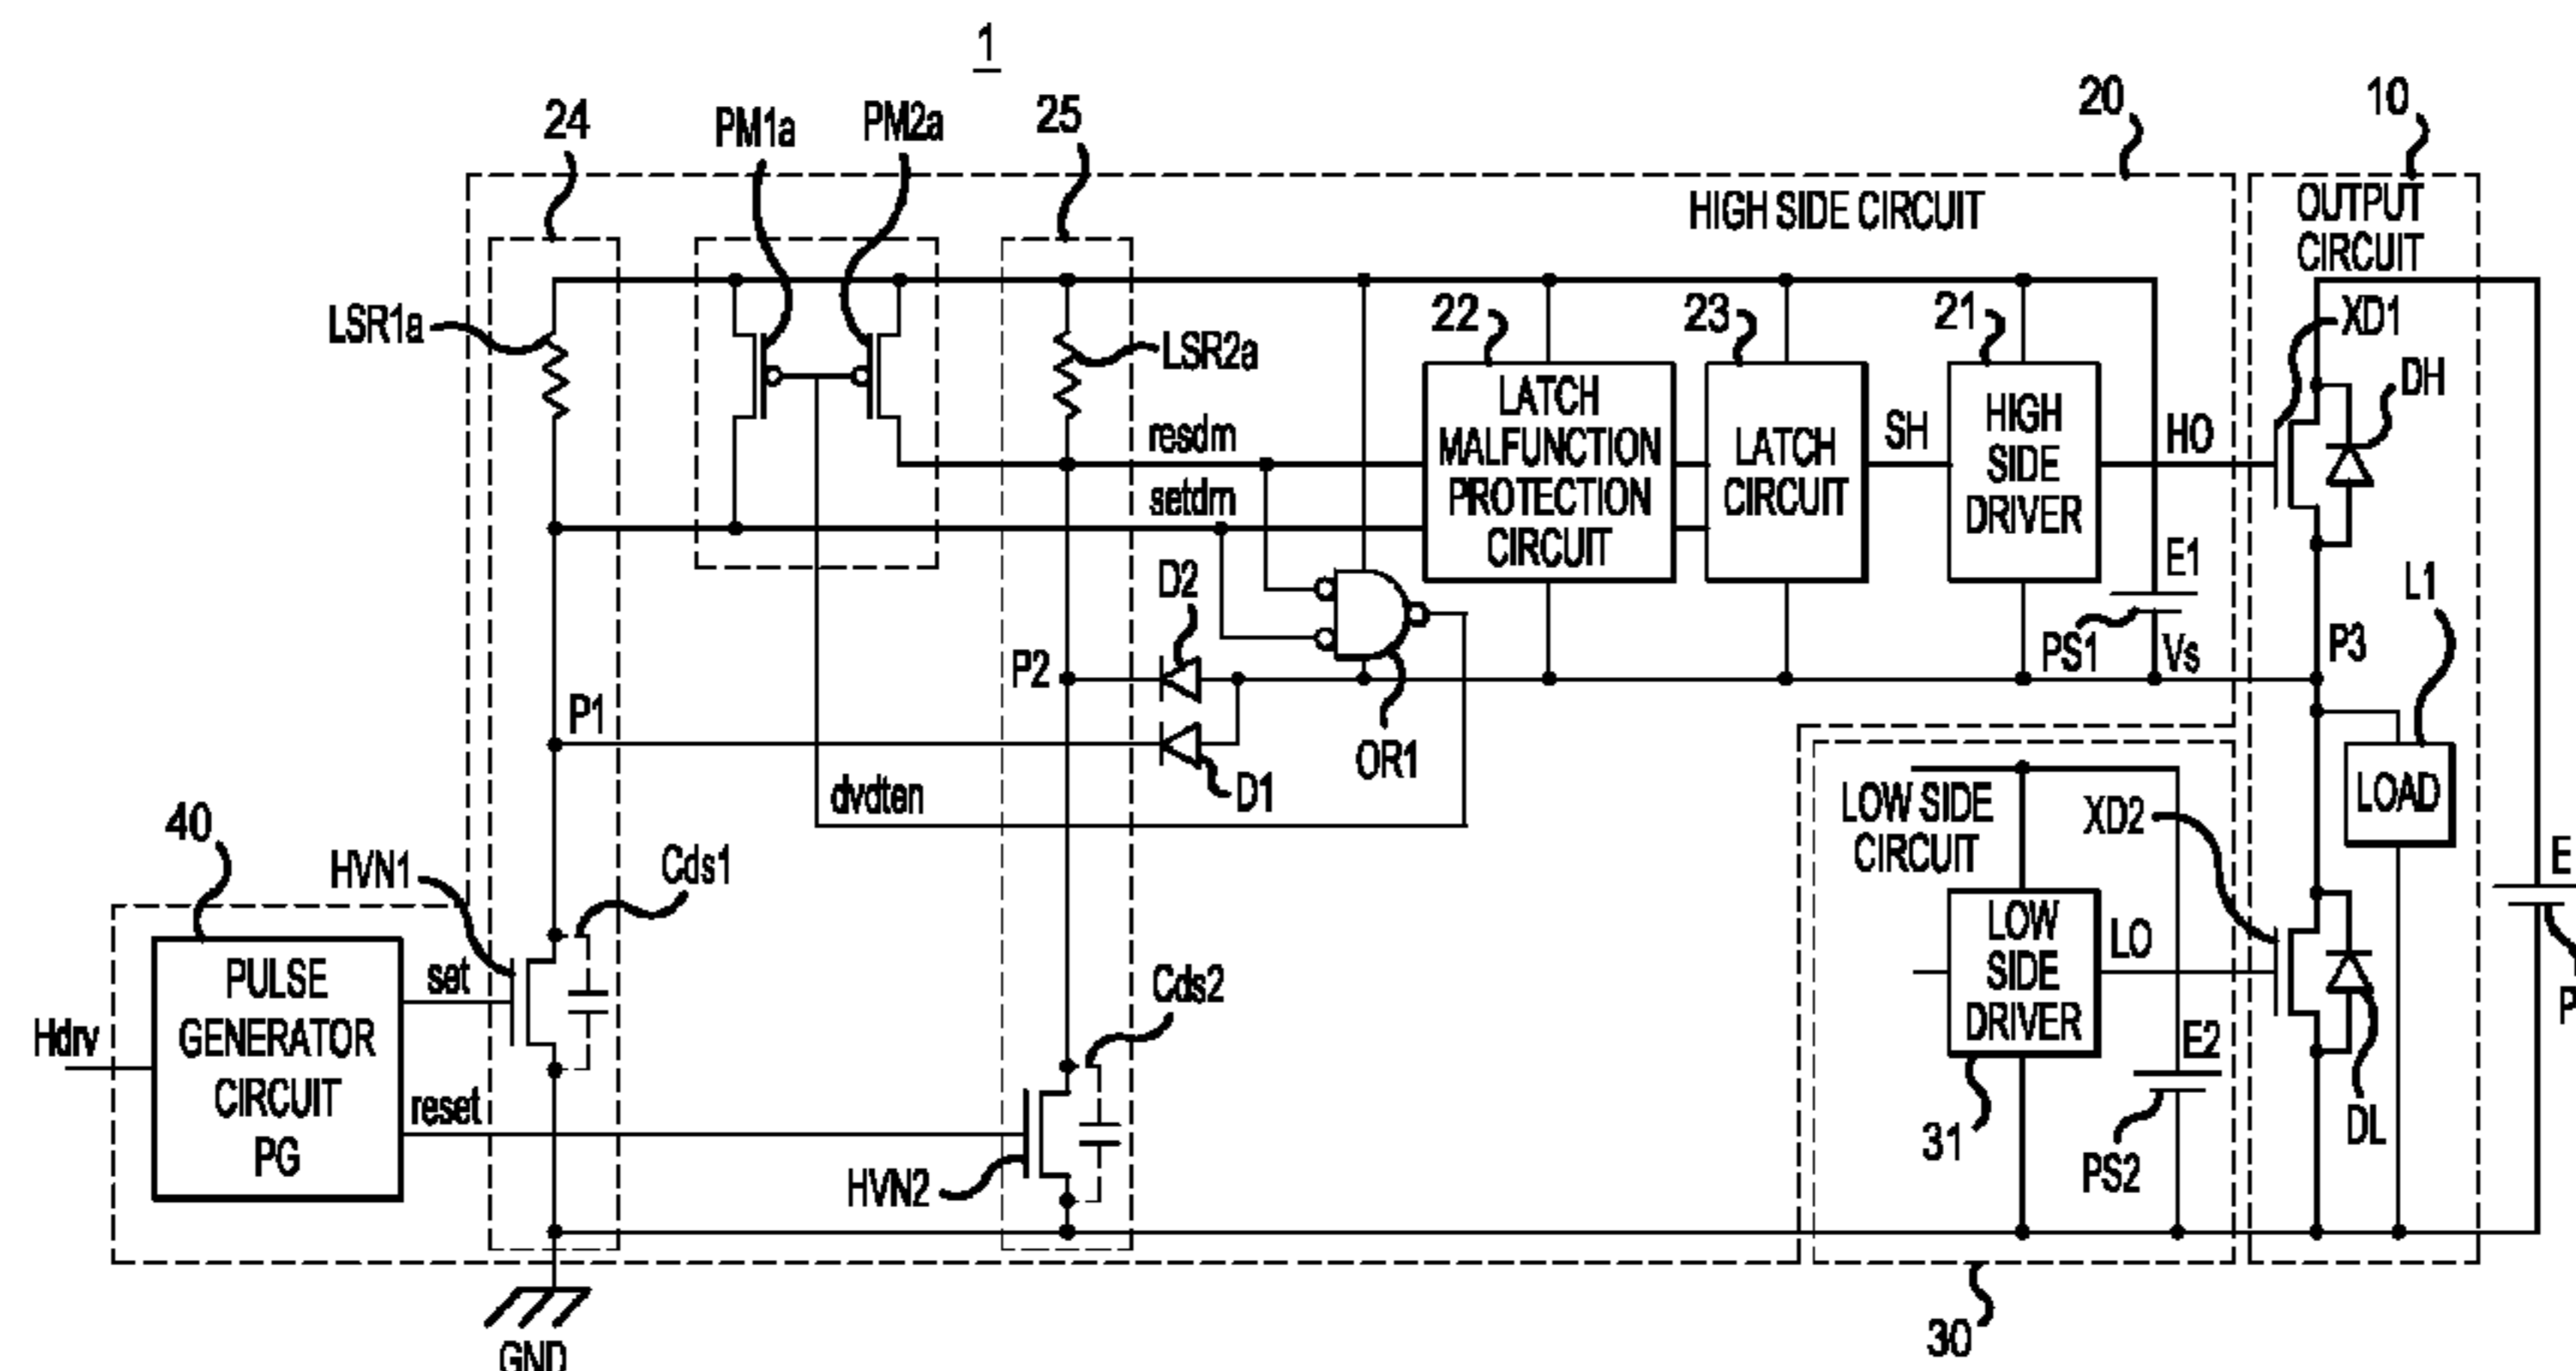 1
24
PM1a
PM2a
25
20
10
HIGH SIDE CIRCUIT
OUTPUT
CIRCUIT
LSR1a
LSR2a
22
23
21
XD1
DH
resdm
setdm
LATCH
MALFUNCTION
PROTECTION
CIRCUIT
LATCH
CIRCUIT
SH
HIGH
SIDE
DRIVER
HO
E1
PS1
Vs
P3
L1
LOAD
D2
P2
P1
D1
OR1
dvdten
40
HVN1
Cds1
LOW SIDE
CIRCUIT
XD2
E
Hdrv
PULSE
GENERATOR
CIRCUIT
PG
set
reset
Cds2
HVN2
LOW
SIDE
DRIVER
LO
E2
31
PS2
DL
P
GND
30